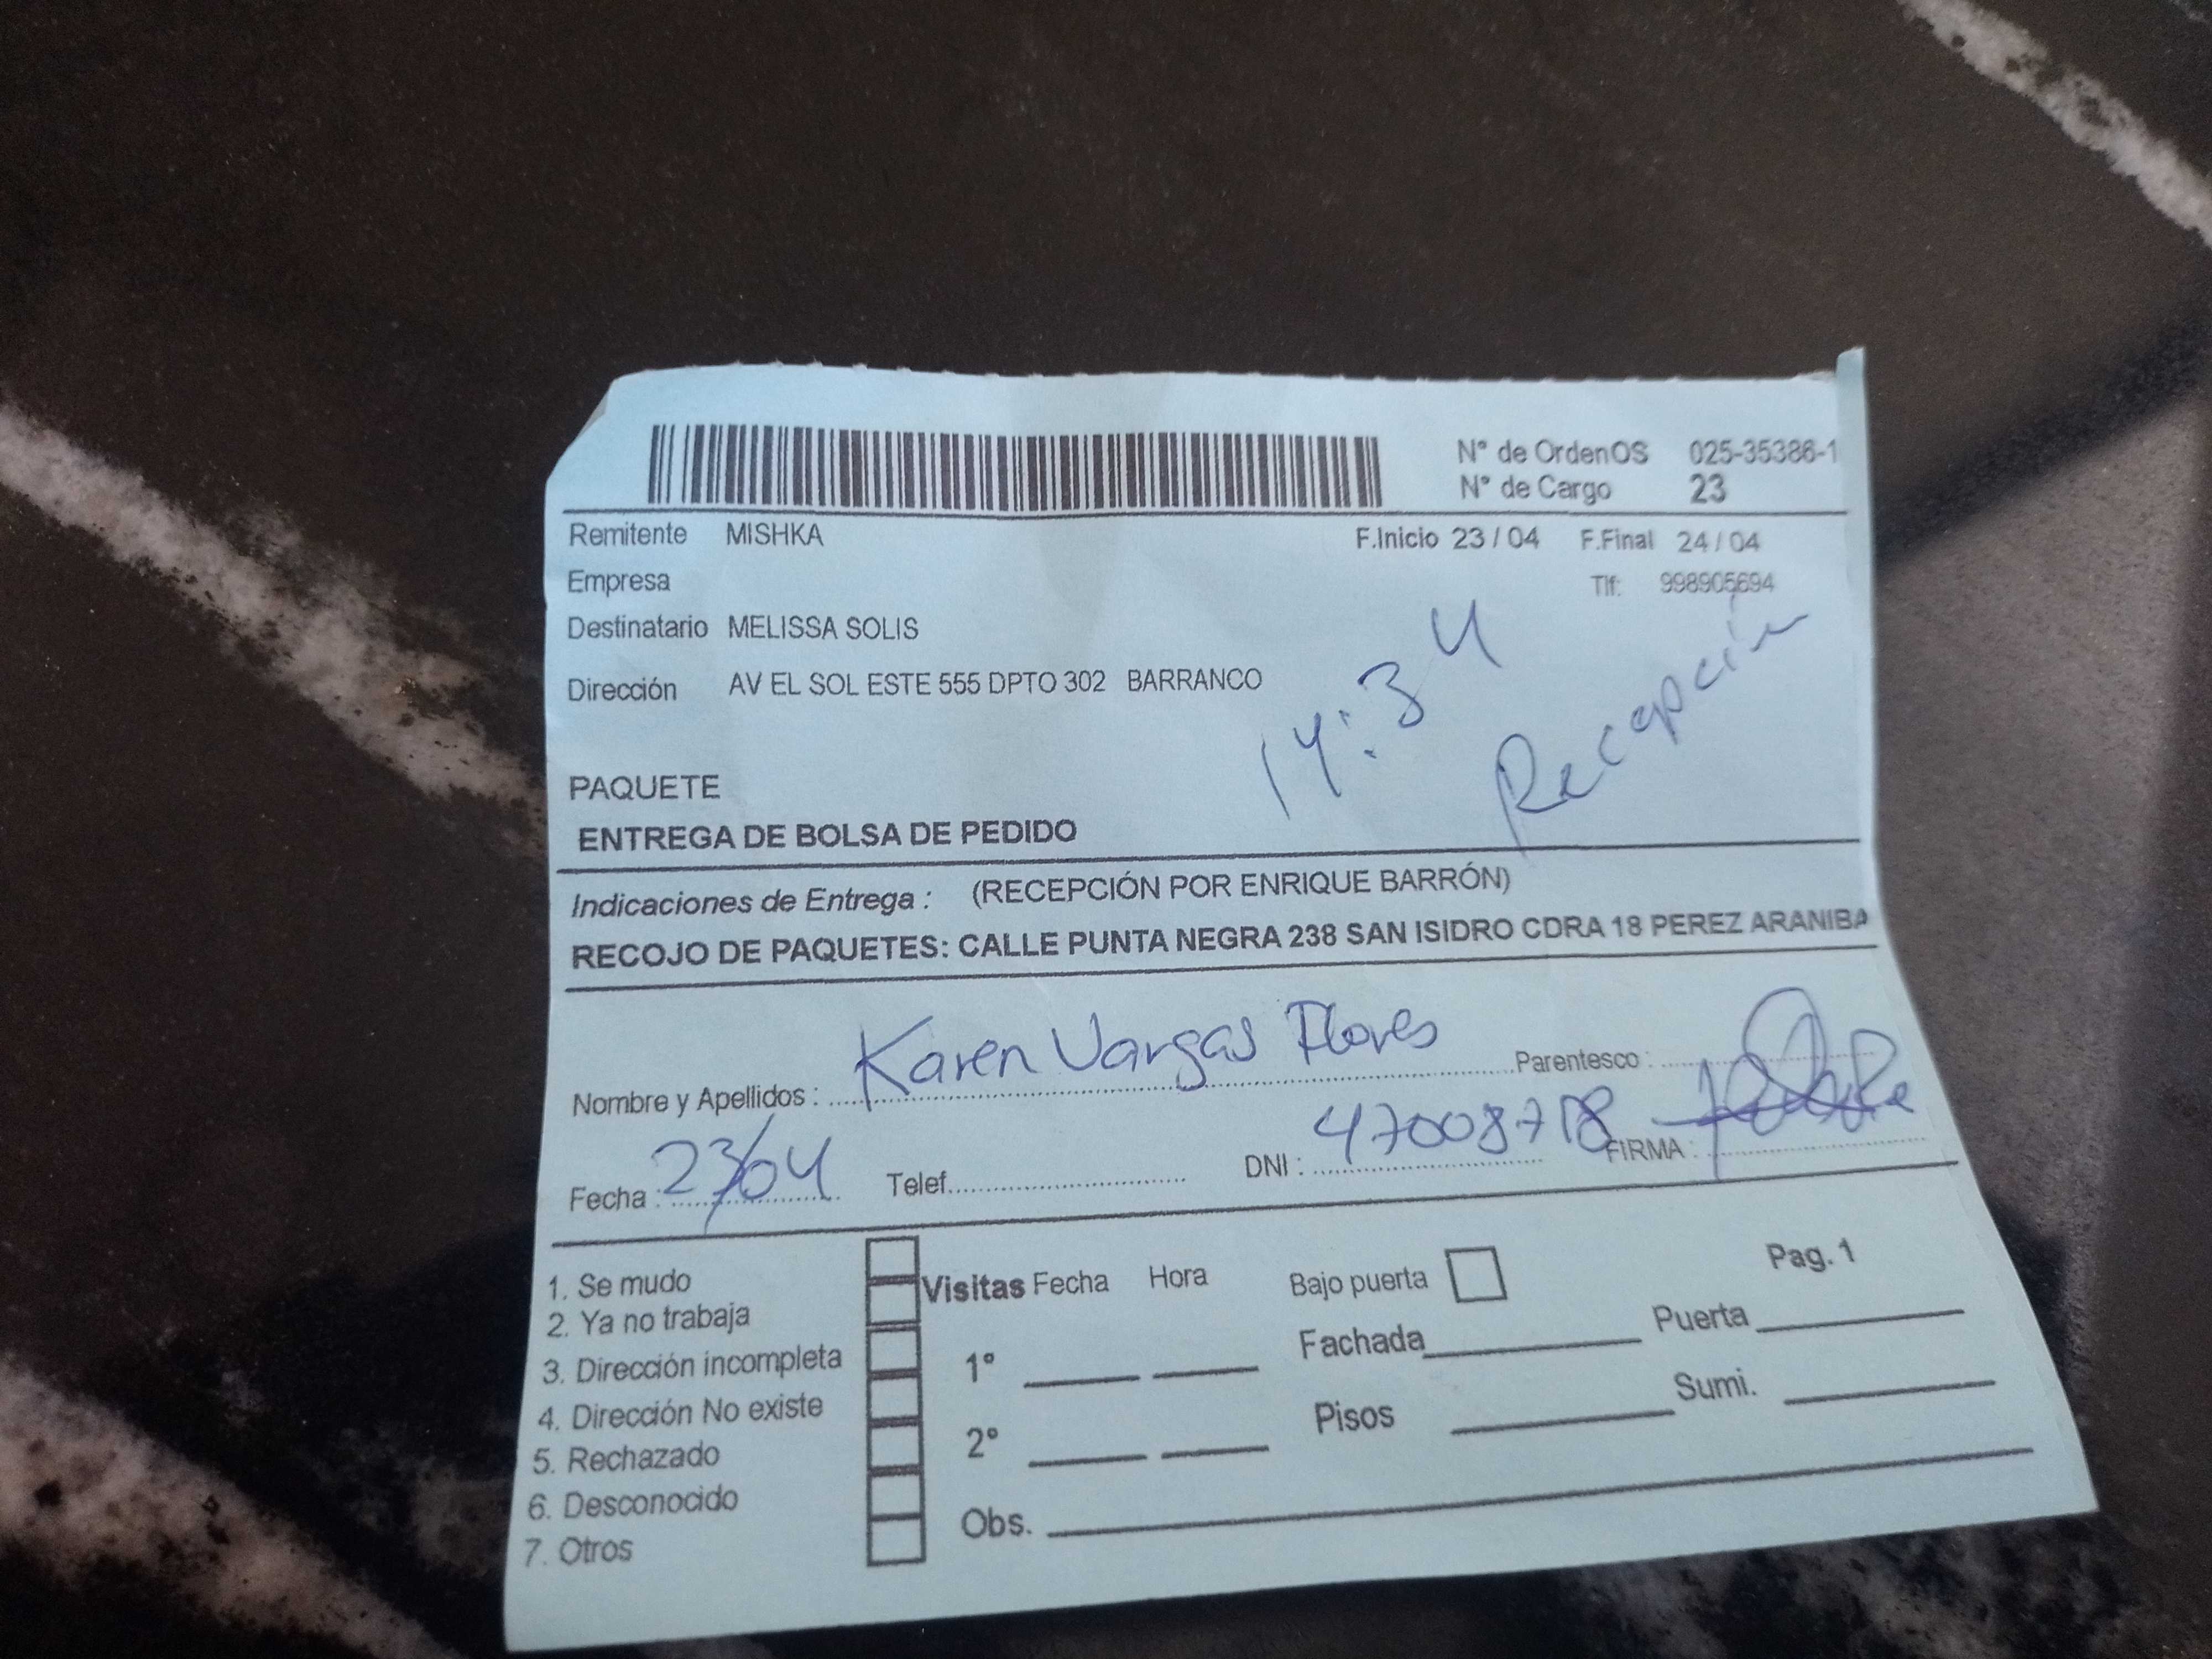 N° de OrdenOS 025-35386-1
N° de Cargo 23
Remitente MISHKA F.Inicio 23 / 04 F.Final 24 / 04
Empresa Tlf: 998905694
Destinatario MELISSA SOLIS
Dirección AV EL SOL ESTE 555 DPTO 302 BARRANCO
14:34
Recepción
PAQUETE
ENTREGA DE BOLSA DE PEDIDO
Indicaciones de Entrega : (RECEPCIÓN POR ENRIQUE BARRÓN)
RECOJO DE PAQUETES: CALLE PUNTA NEGRA 238 SAN ISIDRO CDRA 18 PEREZ ARANIBA
Nombre y Apellidos : Karen Vargas Flores Parentesco :
Fecha : 23/04 Telef. DNI : FIRMA :
1. Se mudo
2. Ya no trabaja
3. Dirección incompleta
4. Dirección No existe
5. Rechazado
6. Desconocido
7. Otros
Visitas Fecha Hora
1°
2°
Obs.
Bajo puerta Pag. 1
Fachada Puerta
Pisos Sumi.